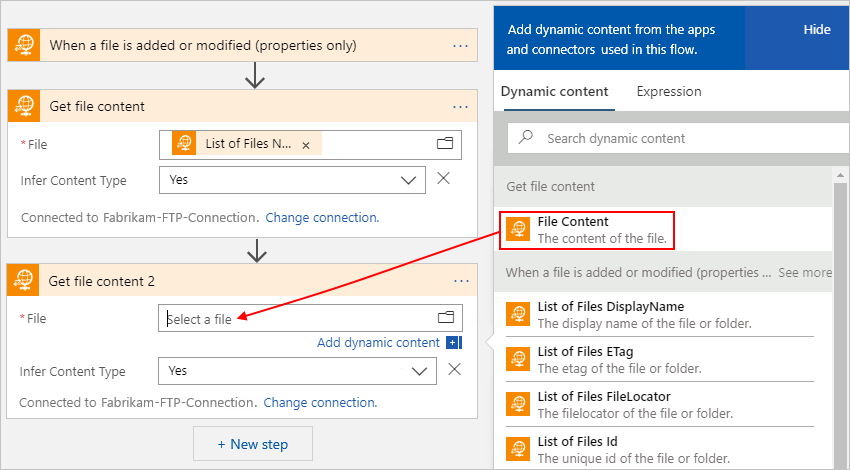 When a file is added or modified (properties only)
...
Get file content
...
* File
List of Files N... ×
Infer Content Type
Yes
Connected to Fabrikam-FTP-Connection. Change connection.
Get file content 2
...
* File
Select a file
Add dynamic content
Infer Content Type
Yes
Connected to Fabrikam-FTP-Connection. Change connection.
+ New step
Add dynamic content from the apps
and connectors used in this flow.
Hide
Dynamic content
Expression
Search dynamic content
Get file content
File Content
The content of the file.
When a file is added or modified (properties ... See more
List of Files DisplayName
The display name of the file or folder.
List of Files ETag
The etag of the file or folder.
List of Files FileLocator
The filelocator of the file or folder.
List of Files Id
The unique id of the file or folder.